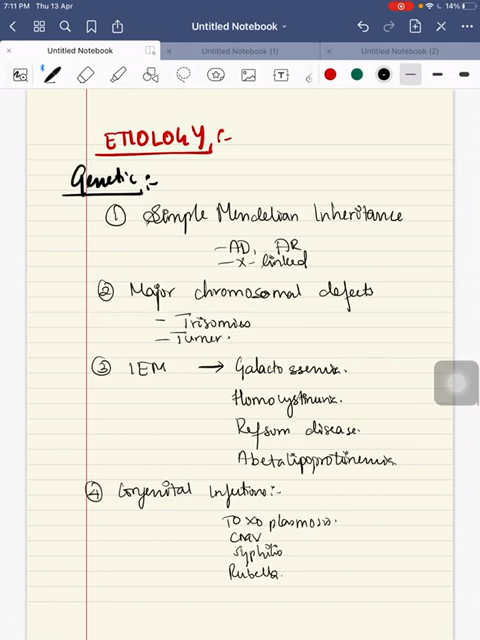 7:11 PM Thu 13 Apr
14%
Untitled Notebook
Untitled Notebook
Untitled Notebook (1)
Untitled Notebook (2)
ETIOLOGY:-
Genetic:-
① Simple Mendelian Inheritance
- AD, AR
- X-linked
② Major chromosomal defects
- Trisomies
- Turner.
③ IEM → Galactossemia.
Homocystinuria.
Refsum disease.
Abetalipoprotinemia.
④ Congenital Infections:-
Toxoplasmosis.
CMV
Syphilis
Rubella.